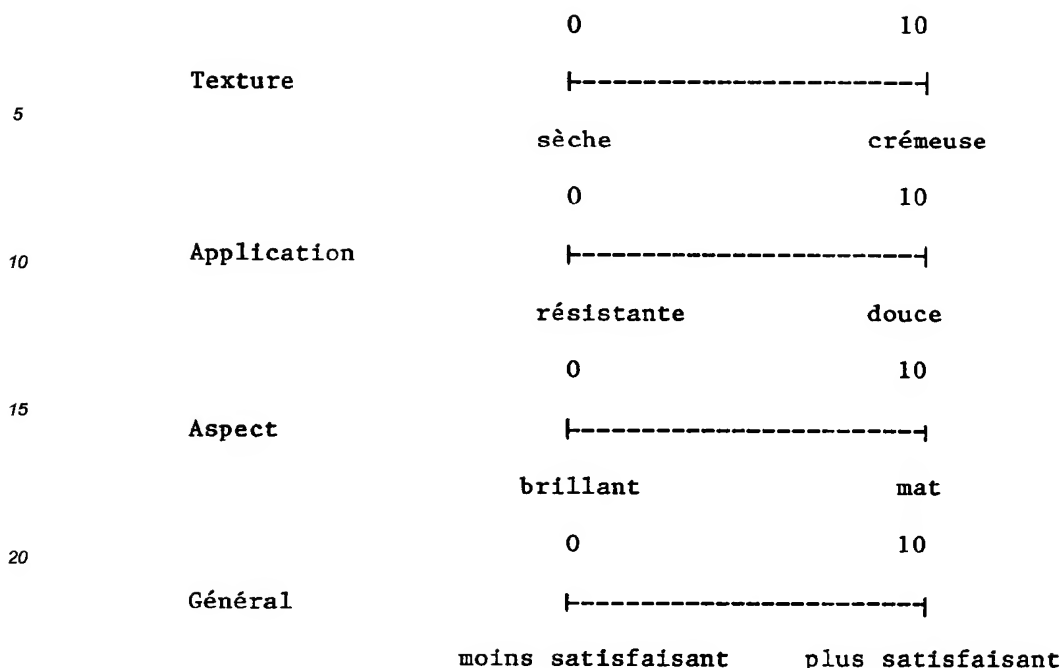 0 10
Texture
5
sèche crémeuse
0 10
10 Application
résistante douce
0 10
15
Aspect
brillant mat
0 10
20
Général
moins satisfaisant plus satisfaisant